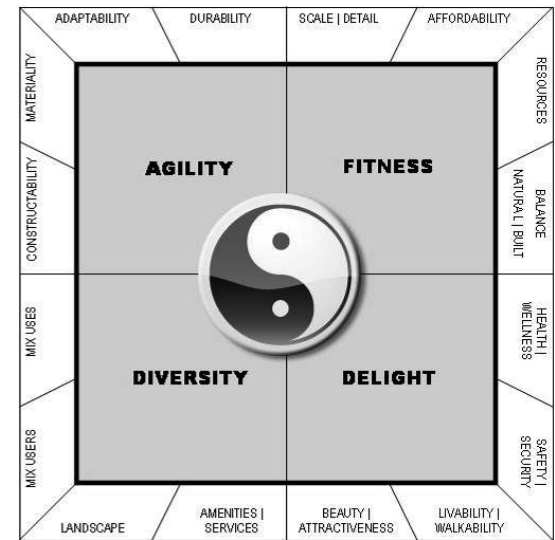 ADAPTABILITY
DURABILITY
SCALE | DETAIL
AFFORDABILITY
MATERIALITY
CONSTRUCTABILITY
MIX USES
MIX USERS
AGILITY
FITNESS
DIVERSITY
DELIGHT
RESOURCES
BALANCE
NATURAL | BUILT
HEALTH |
WELLNESS
SAFETY |
SECURITY
LANDSCAPE
AMENITIES |
SERVICES
BEAUTY |
ATTRACTIVENESS
LIVABILITY |
WALKABILITY